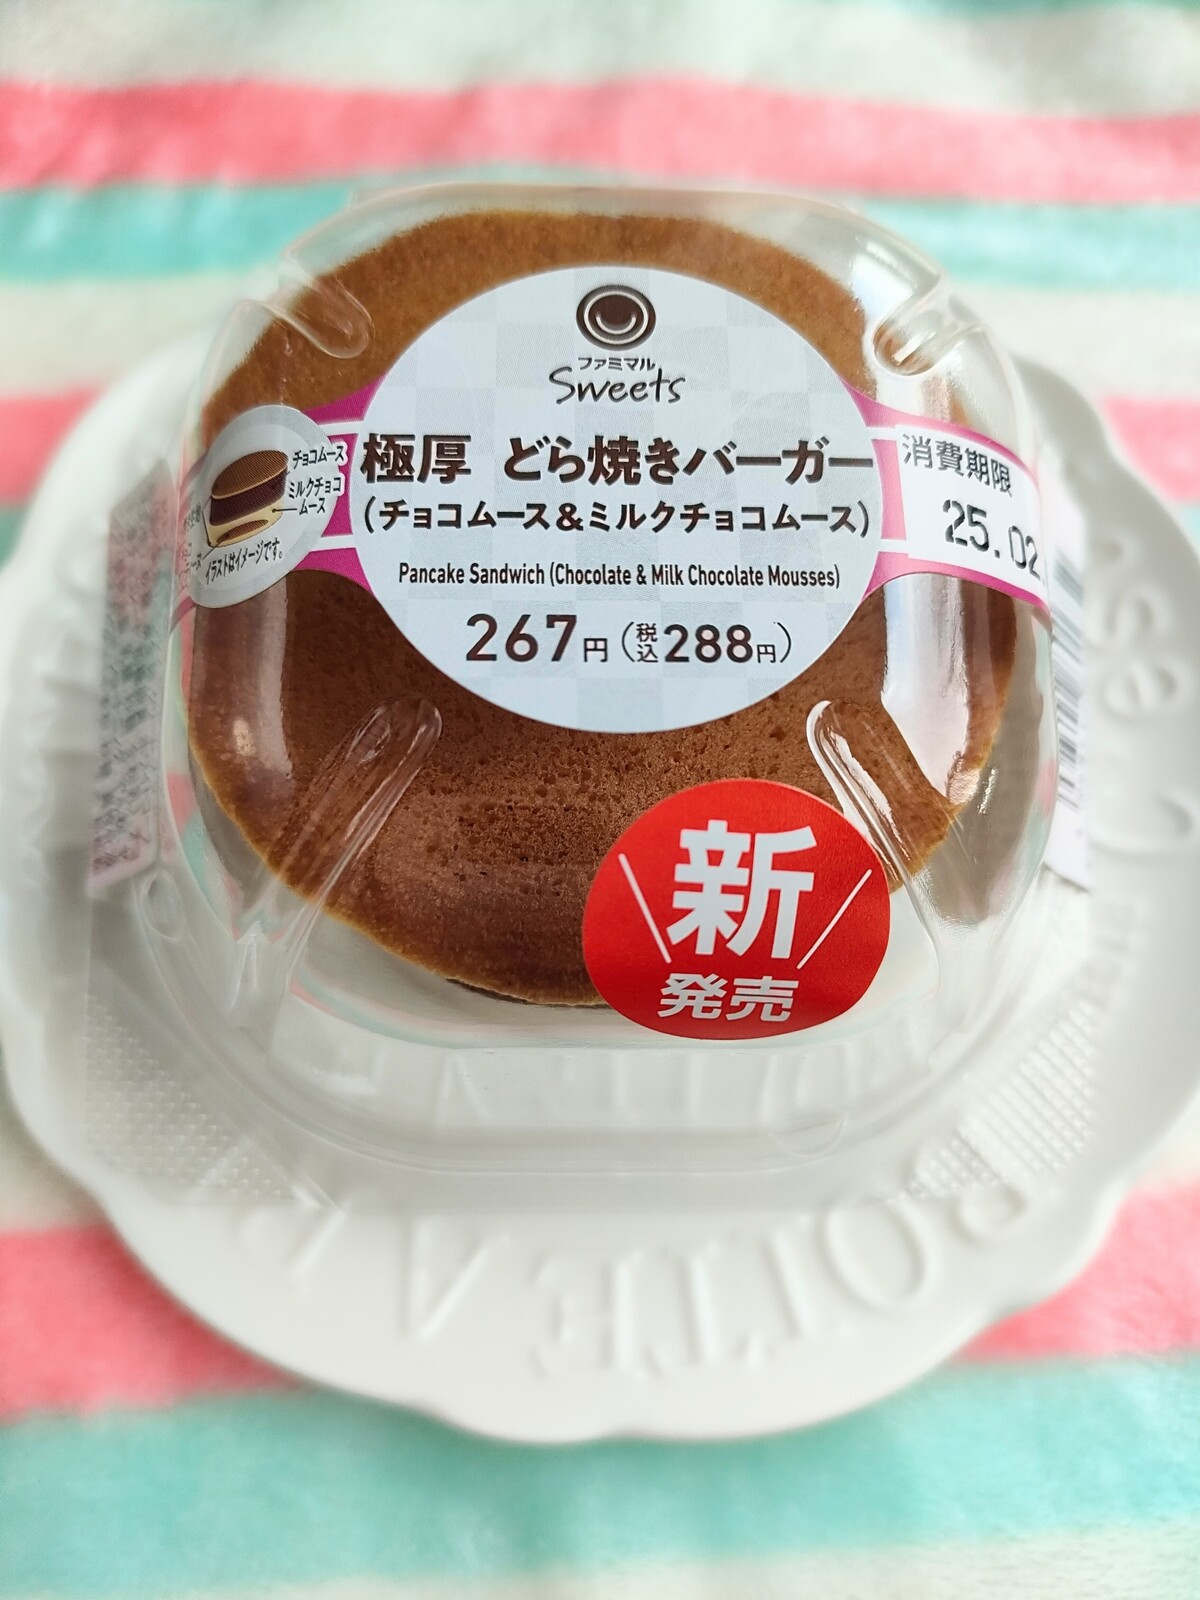 ファミマル
Sweets
極厚 どら焼きバーガー
(チョコムース&ミルクチョコムース)
Pancake Sandwich (Chocolate & Milk Chocolate Mousses)
267円(税込288円)
チョコムース
ミルクチョコ
ムース
イラストはイメージです。
消費期限
25.02.
新
発売